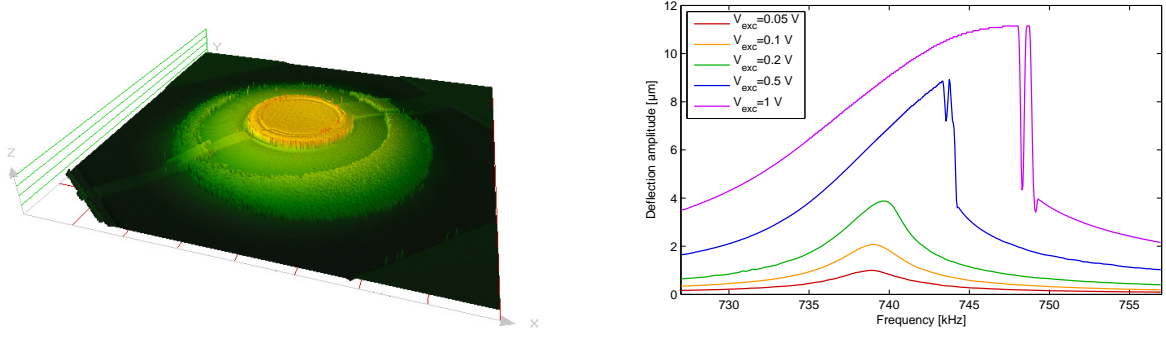 Y
Z
X
V_exc=0.05 V
V_exc=0.1 V
V_exc=0.2 V
V_exc=0.5 V
V_exc=1 V
12
10
8
6
4
2
0
Deflection amplitude [µm]
730 735 740 745 750 755
Frequency [kHz]